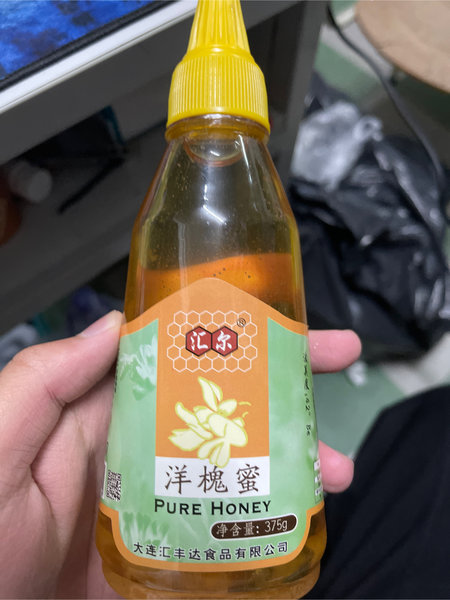 汇尔®
洋槐蜜
PURE HONEY
净含量: 375g
大连汇丰达食品有限公司